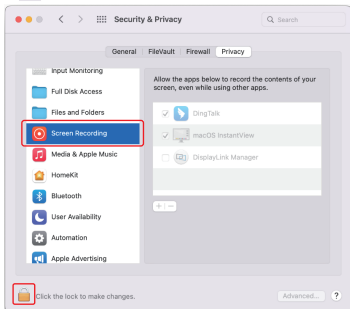 Security & Privacy
Search
General
FileVault
Firewall
Privacy
Input Monitoring
Full Disk Access
Files and Folders
Screen Recording
Media & Apple Music
HomeKit
Bluetooth
User Availability
Automation
Apple Advertising
Allow the apps below to record the contents of your
screen, even while using other apps.
DingTalk
macOS InstantView
DisplayLink Manager
+ −
Click the lock to make changes.
Advanced...
?